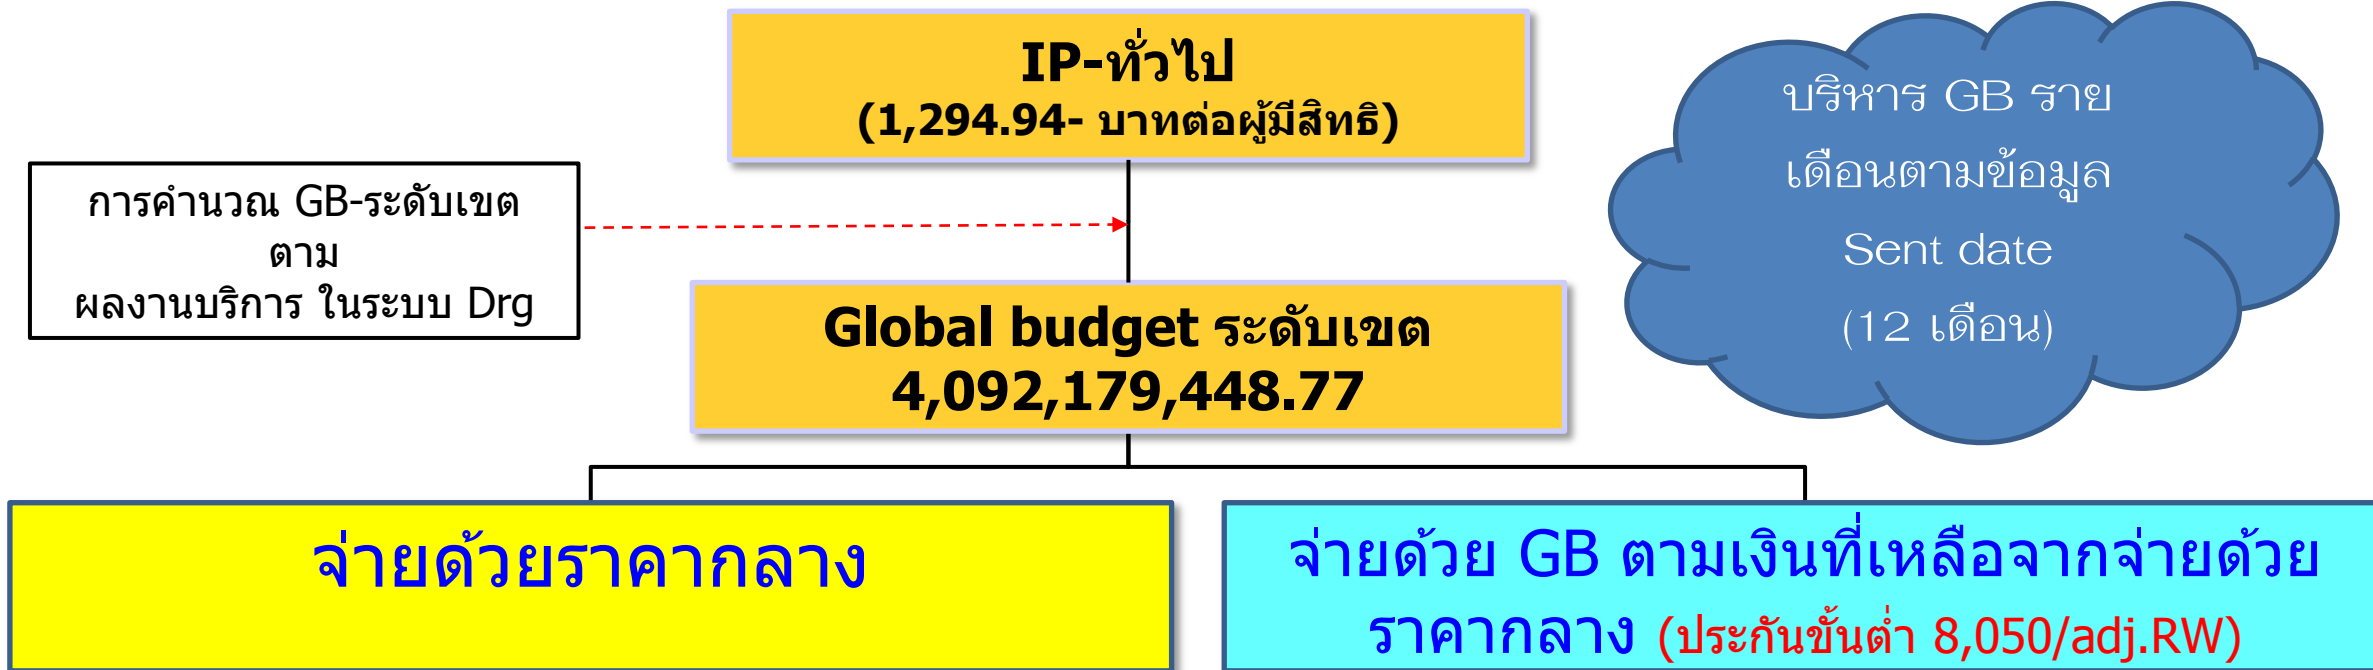 IP-ทั่วไป
(1,294.94- บาทต่อผู้มีสิทธิ)
บริหาร GB ราย
เดือนตามข้อมูล
Sent date
(12 เดือน)
การคำนวณ GB-ระดับเขต
ตาม
ผลงานบริการ ในระบบ Drg
Global budget ระดับเขต
4,092,179,448.77
จ่ายด้วยราคากลาง
จ่ายด้วย GB ตามเงินที่เหลือจากจ่ายด้วย
ราคากลาง (ประกันขั้นต่ำ 8,050/adj.RW)